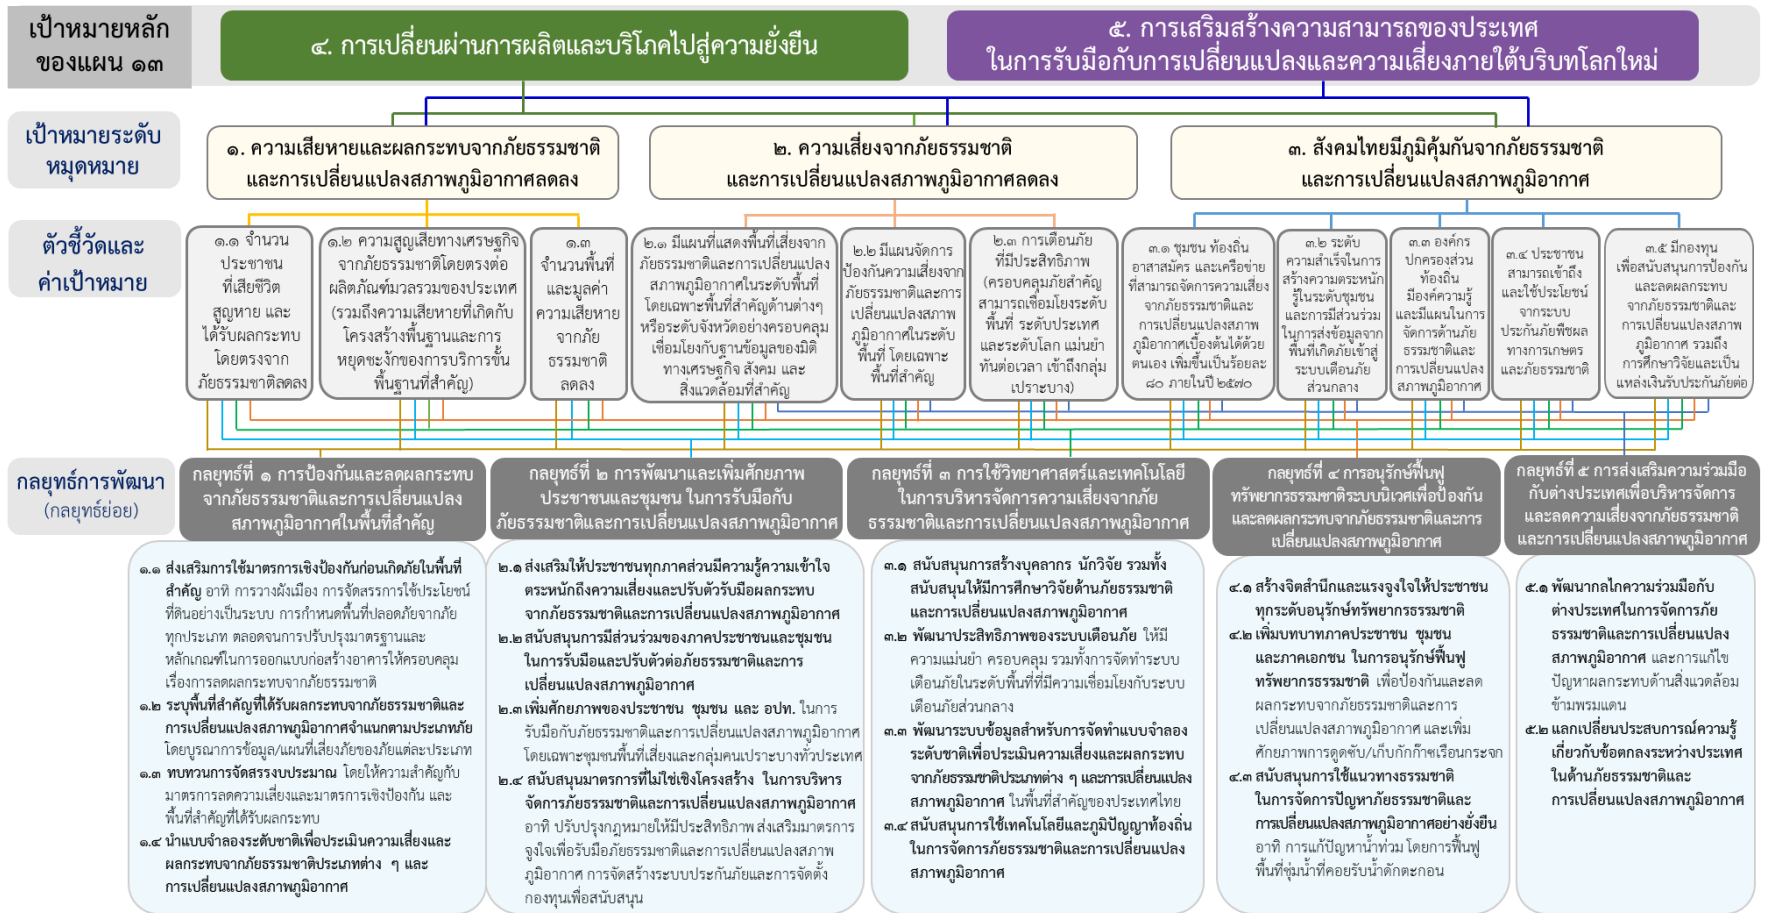 เป้าหมายหลัก
ของแผน ๑๓
๔. การเปลี่ยนผ่านการผลิตและบริโภคไปสู่ความยั่งยืน
๕. การเสริมสร้างความสามารถของประเทศ
ในการรับมือกับการเปลี่ยนแปลงและความเสี่ยงภายใต้บริบทโลกใหม่
เป้าหมายระดับ
หมุดหมาย
๑. ความเสียหายและผลกระทบจากภัยธรรมชาติ
และการเปลี่ยนแปลงสภาพภูมิอากาศลดลง
๒. ความเสี่ยงจากภัยธรรมชาติ
และการเปลี่ยนแปลงสภาพภูมิอากาศลดลง
๓. สังคมไทยมีภูมิคุ้มกันจากภัยธรรมชาติ
และการเปลี่ยนแปลงสภาพภูมิอากาศ
ตัวชี้วัดและ
ค่าเป้าหมาย
๑.๑ จำนวน
ประชาชน
ที่เสียชีวิต
สูญหาย และ
ได้รับผลกระทบ
โดยตรงจาก
ภัยธรรมชาติลดลง
๑.๒ ความสูญเสียทางเศรษฐกิจ
จากภัยธรรมชาติโดยตรงต่อ
ผลิตภัณฑ์มวลรวมของประเทศ
(รวมถึงความเสียหายที่เกิดกับ
โครงสร้างพื้นฐานและการ
หยุดชะงักของการบริการขั้น
พื้นฐานที่สำคัญ)
๑.๓
จำนวนพื้นที่
และมูลค่า
ความเสียหาย
จากภัย
ธรรมชาติ
ลดลง
๒.๑ มีแผนที่แสดงพื้นที่เสี่ยงจาก
ภัยธรรมชาติและการเปลี่ยนแปลง
สภาพภูมิอากาศในระดับพื้นที่
โดยเฉพาะพื้นที่สำคัญด้านต่างๆ
หรือระดับจังหวัดอย่างครอบคลุม
เชื่อมโยงกับฐานข้อมูลของมิติ
ทางเศรษฐกิจ สังคม และ
สิ่งแวดล้อมที่สำคัญ
๒.๒ มีแผนจัดการ
ป้องกันความเสี่ยงจาก
ภัยธรรมชาติและการ
เปลี่ยนแปลงสภาพ
ภูมิอากาศในระดับ
พื้นที่ โดยเฉพาะ
พื้นที่สำคัญ
๒.๓ การเตือนภัย
ที่มีประสิทธิภาพ
(ครอบคลุมภัยสำคัญ
สามารถเชื่อมโยงระดับ
พื้นที่ ระดับประเทศ
และระดับโลก แม่นยำ
ทันต่อเวลา เข้าถึงกลุ่ม
เปราะบาง)
๓.๑ ชุมชน ท้องถิ่น
อาสาสมัคร และเครือข่าย
ที่สามารถจัดการความเสี่ยง
จากภัยธรรมชาติและ
การเปลี่ยนแปลงสภาพ
ภูมิอากาศเบื้องต้นได้ด้วย
ตนเอง เพิ่มขึ้นเป็นร้อยละ
๘๐ ภายในปี ๒๕๗๐
๓.๒ ระดับ
ความสำเร็จในการ
สร้างความตระหนัก
รู้ในระดับชุมชน
และการมีส่วนร่วม
ในการส่งข้อมูลจาก
พื้นที่เกิดภัยเข้าสู่
ระบบเตือนภัย
ส่วนกลาง
๓.๓ องค์กร
ปกครองส่วน
ท้องถิ่น
มีองค์ความรู้
และมีแผนในการ
จัดการด้านภัย
ธรรมชาติและ
การเปลี่ยนแปลง
สภาพภูมิอากาศ
๓.๔ ประชาชน
สามารถเข้าถึง
และใช้ประโยชน์
จากระบบ
ประกันภัยพืชผล
ทางการเกษตร
และภัยธรรมชาติ
๓.๕ มีกองทุน
เพื่อสนับสนุนการป้องกัน
และลดผลกระทบ
จากภัยธรรมชาติและ
การเปลี่ยนแปลงสภาพ
ภูมิอากาศ รวมถึง
การศึกษาวิจัยและเป็น
แหล่งเงินรับประกันภัยต่อ
กลยุทธ์การพัฒนา
(กลยุทธ์ย่อย)
กลยุทธ์ที่ ๑ การป้องกันและลดผลกระทบ
จากภัยธรรมชาติและการเปลี่ยนแปลง
สภาพภูมิอากาศในพื้นที่สำคัญ
กลยุทธ์ที่ ๒ การพัฒนาและเพิ่มศักยภาพ
ประชาชนและชุมชน ในการรับมือกับ
ภัยธรรมชาติและการเปลี่ยนแปลงสภาพภูมิอากาศ
กลยุทธ์ที่ ๓ การใช้วิทยาศาสตร์และเทคโนโลยี
ในการบริหารจัดการความเสี่ยงจากภัย
ธรรมชาติและการเปลี่ยนแปลงสภาพภูมิอากาศ
กลยุทธ์ที่ ๔ การอนุรักษ์ฟื้นฟู
ทรัพยากรธรรมชาติระบบนิเวศเพื่อป้องกัน
และลดผลกระทบจากภัยธรรมชาติและการ
เปลี่ยนแปลงสภาพภูมิอากาศ
กลยุทธ์ที่ ๕ การส่งเสริมความร่วมมือ
กับต่างประเทศเพื่อบริหารจัดการ
และลดความเสี่ยงจากภัยธรรมชาติ
และการเปลี่ยนแปลงสภาพภูมิอากาศ
๑.๑ ส่งเสริมการใช้มาตรการเชิงป้องกันก่อนเกิดภัยในพื้นที่
สำคัญ อาทิ การวางผังเมือง การจัดสรรการใช้ประโยชน์
ที่ดินอย่างเป็นระบบ การกำหนดพื้นที่ปลอดภัยจากภัย
ทุกประเภท ตลอดจนการปรับปรุงมาตรฐานและ
หลักเกณฑ์ในการออกแบบก่อสร้างอาคารให้ครอบคลุม
เรื่องการลดผลกระทบจากภัยธรรมชาติ
๑.๒ ระบุพื้นที่สำคัญที่ได้รับผลกระทบจากภัยธรรมชาติและ
การเปลี่ยนแปลงสภาพภูมิอากาศจำแนกตามประเภทภัย
โดยบูรณาการข้อมูล/แผนที่เสี่ยงภัยของภัยแต่ละประเภท
๑.๓ ทบทวนการจัดสรรงบประมาณ โดยให้ความสำคัญกับ
มาตรการลดความเสี่ยงและมาตรการเชิงป้องกัน และ
พื้นที่สำคัญที่ได้รับผลกระทบ
๑.๔ นำแบบจำลองระดับชาติเพื่อประเมินความเสี่ยงและ
ผลกระทบจากภัยธรรมชาติประเภทต่าง ๆ และ
การเปลี่ยนแปลงสภาพภูมิอากาศ
๒.๑ ส่งเสริมให้ประชาชนทุกภาคส่วนมีความรู้ความเข้าใจ
ตระหนักถึงความเสี่ยงและปรับตัวรับมือผลกระทบ
จากภัยธรรมชาติและการเปลี่ยนแปลงสภาพภูมิอากาศ
๒.๒ สนับสนุนการมีส่วนร่วมของภาคประชาชนและชุมชน
ในการรับมือและปรับตัวต่อภัยธรรมชาติและการ
เปลี่ยนแปลงสภาพภูมิอากาศ
๒.๓ เพิ่มศักยภาพของประชาชน ชุมชน และ อปท. ในการ
รับมือกับภัยธรรมชาติและการเปลี่ยนแปลงสภาพภูมิอากาศ
โดยเฉพาะชุมชนพื้นที่เสี่ยงและกลุ่มคนเปราะบางทั่วประเทศ
๒.๔ สนับสนุนมาตรการที่ไม่ใช่เชิงโครงสร้าง ในการบริหาร
จัดการภัยธรรมชาติและการเปลี่ยนแปลงสภาพภูมิอากาศ
อาทิ ปรับปรุงกฎหมายให้มีประสิทธิภาพ ส่งเสริมมาตรการ
จูงใจเพื่อรับมือภัยธรรมชาติและการเปลี่ยนแปลงสภาพ
ภูมิอากาศ การจัดสร้างระบบประกันภัยและการจัดตั้ง
กองทุนเพื่อสนับสนุน
๓.๑ สนับสนุนการสร้างบุคลากร นักวิจัย รวมทั้ง
สนับสนุนให้มีการศึกษาวิจัยด้านภัยธรรมชาติ
และการเปลี่ยนแปลงสภาพภูมิอากาศ
๓.๒ พัฒนาประสิทธิภาพของระบบเตือนภัย ให้มี
ความแม่นยำ ครอบคลุม รวมทั้งการจัดทำระบบ
เตือนภัยในระดับพื้นที่ที่มีความเชื่อมโยงกับระบบ
เตือนภัยส่วนกลาง
๓.๓ พัฒนาระบบข้อมูลสำหรับการจัดทำแบบจำลอง
ระดับชาติเพื่อประเมินความเสี่ยงและผลกระทบ
จากภัยธรรมชาติประเภทต่าง ๆ และการเปลี่ยนแปลง
สภาพภูมิอากาศ ในพื้นที่สำคัญของประเทศไทย
๓.๔ สนับสนุนการใช้เทคโนโลยีและภูมิปัญญาท้องถิ่น
ในการจัดการภัยธรรมชาติและการเปลี่ยนแปลง
สภาพภูมิอากาศ
๔.๑ สร้างจิตสำนึกและแรงจูงใจให้ประชาชน
ทุกระดับอนุรักษ์ทรัพยากรธรรมชาติ
๔.๒ เพิ่มบทบาทภาคประชาชน ชุมชน
และภาคเอกชน ในการอนุรักษ์ฟื้นฟู
ทรัพยากรธรรมชาติ เพื่อป้องกันและลด
ผลกระทบจากภัยธรรมชาติและการ
เปลี่ยนแปลงสภาพภูมิอากาศ และเพิ่ม
ศักยภาพการดูดซับ/เก็บกักก๊าซเรือนกระจก
๔.๓ สนับสนุนการใช้แนวทางธรรมชาติ
ในการจัดการปัญหาภัยธรรมชาติและ
การเปลี่ยนแปลงสภาพภูมิอากาศอย่างยั่งยืน
อาทิ การแก้ปัญหาน้ำท่วม โดยการฟื้นฟู
พื้นที่ชุ่มน้ำที่คอยรับน้ำดักตะกอน
๕.๑ พัฒนากลไกความร่วมมือกับ
ต่างประเทศในการจัดการภัย
ธรรมชาติและการเปลี่ยนแปลง
สภาพภูมิอากาศ และการแก้ไข
ปัญหาผลกระทบด้านสิ่งแวดล้อม
ข้ามพรมแดน
๕.๒ แลกเปลี่ยนประสบการณ์ความรู้
เกี่ยวกับข้อตกลงระหว่างประเทศ
ในด้านภัยธรรมชาติและ
การเปลี่ยนแปลงสภาพภูมิอากาศ